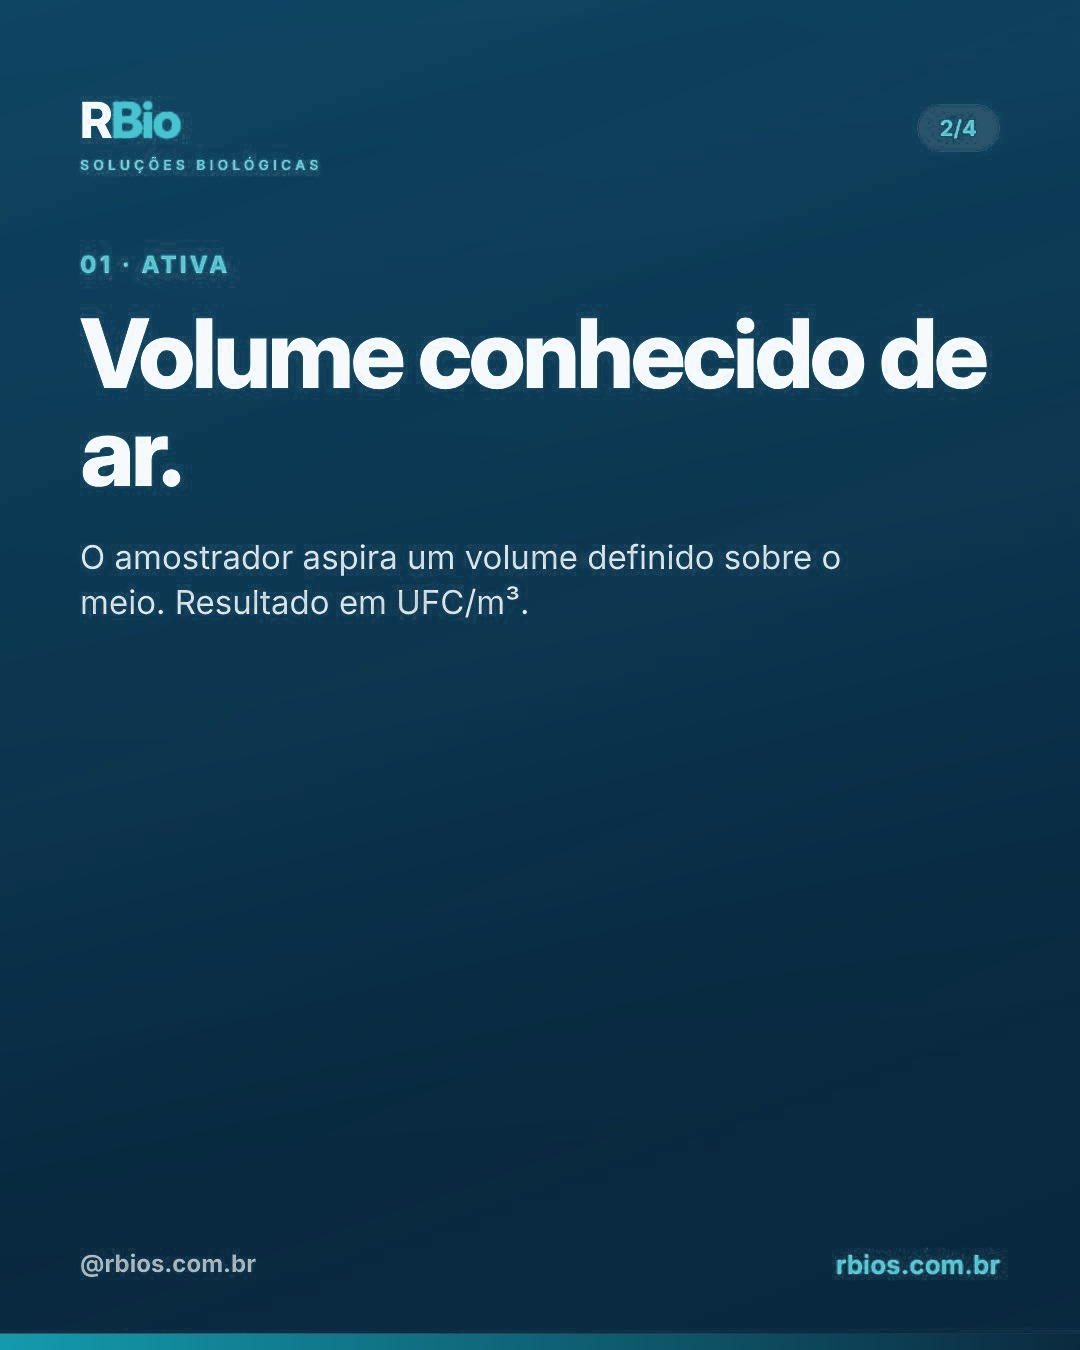 RBio
SOLUÇÕES BIOLÓGICAS
2/4
01 · ATIVA
Volume conhecido de
ar.
O amostrador aspira um volume definido sobre o
meio. Resultado em UFC/m³.
@rbios.com.br
rbios.com.br